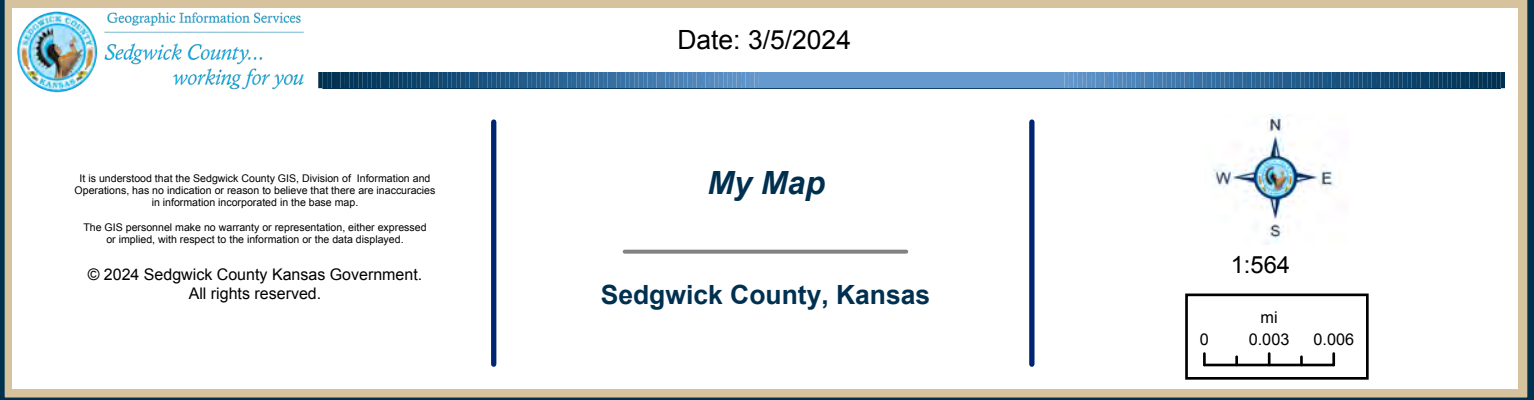 SEDGWICK COUNTY
KANSAS
Geographic Information Services
Sedgwick County...
working for you
Date: 3/5/2024
It is understood that the Sedgwick County GIS, Division of Information and
Operations, has no indication or reason to believe that there are inaccuracies
in information incorporated in the base map.
The GIS personnel make no warranty or representation, either expressed
or implied, with respect to the information or the data displayed.
© 2024 Sedgwick County Kansas Government.
All rights reserved.
My Map
Sedgwick County, Kansas
N
W E
S
1:564
mi
0 0.003 0.006